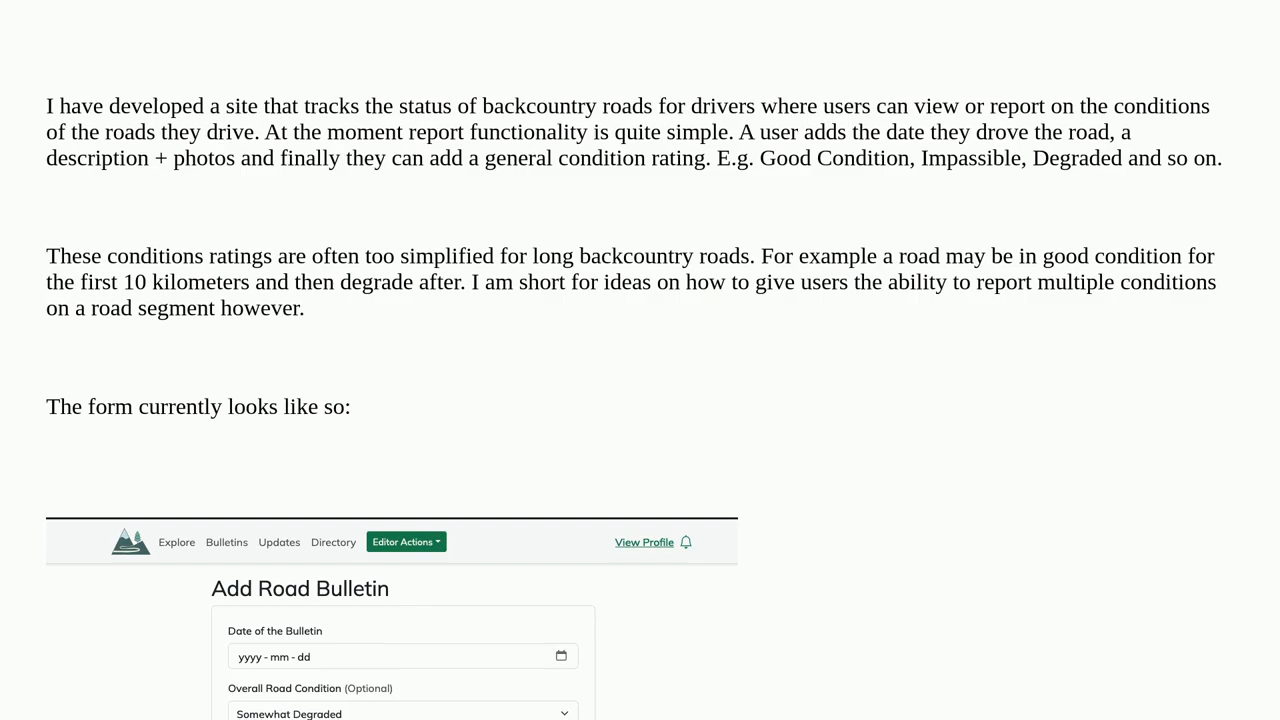 I have developed a site that tracks the status of backcountry roads for drivers where users can view or report on the conditions
of the roads they drive. At the moment report functionality is quite simple. A user adds the date they drove the road, a
description + photos and finally they can add a general condition rating. E.g. Good Condition, Impassible, Degraded and so on.
These conditions ratings are often too simplified for long backcountry roads. For example a road may be in good condition for
the first 10 kilometers and then degrade after. I am short for ideas on how to give users the ability to report multiple conditions
on a road segment however.
The form currently looks like so:
Explore Bulletins Updates Directory Editor Actions View Profile
Add Road Bulletin
Date of the Bulletin
yyyy - mm - dd
Overall Road Condition (Optional)
Somewhat Degraded